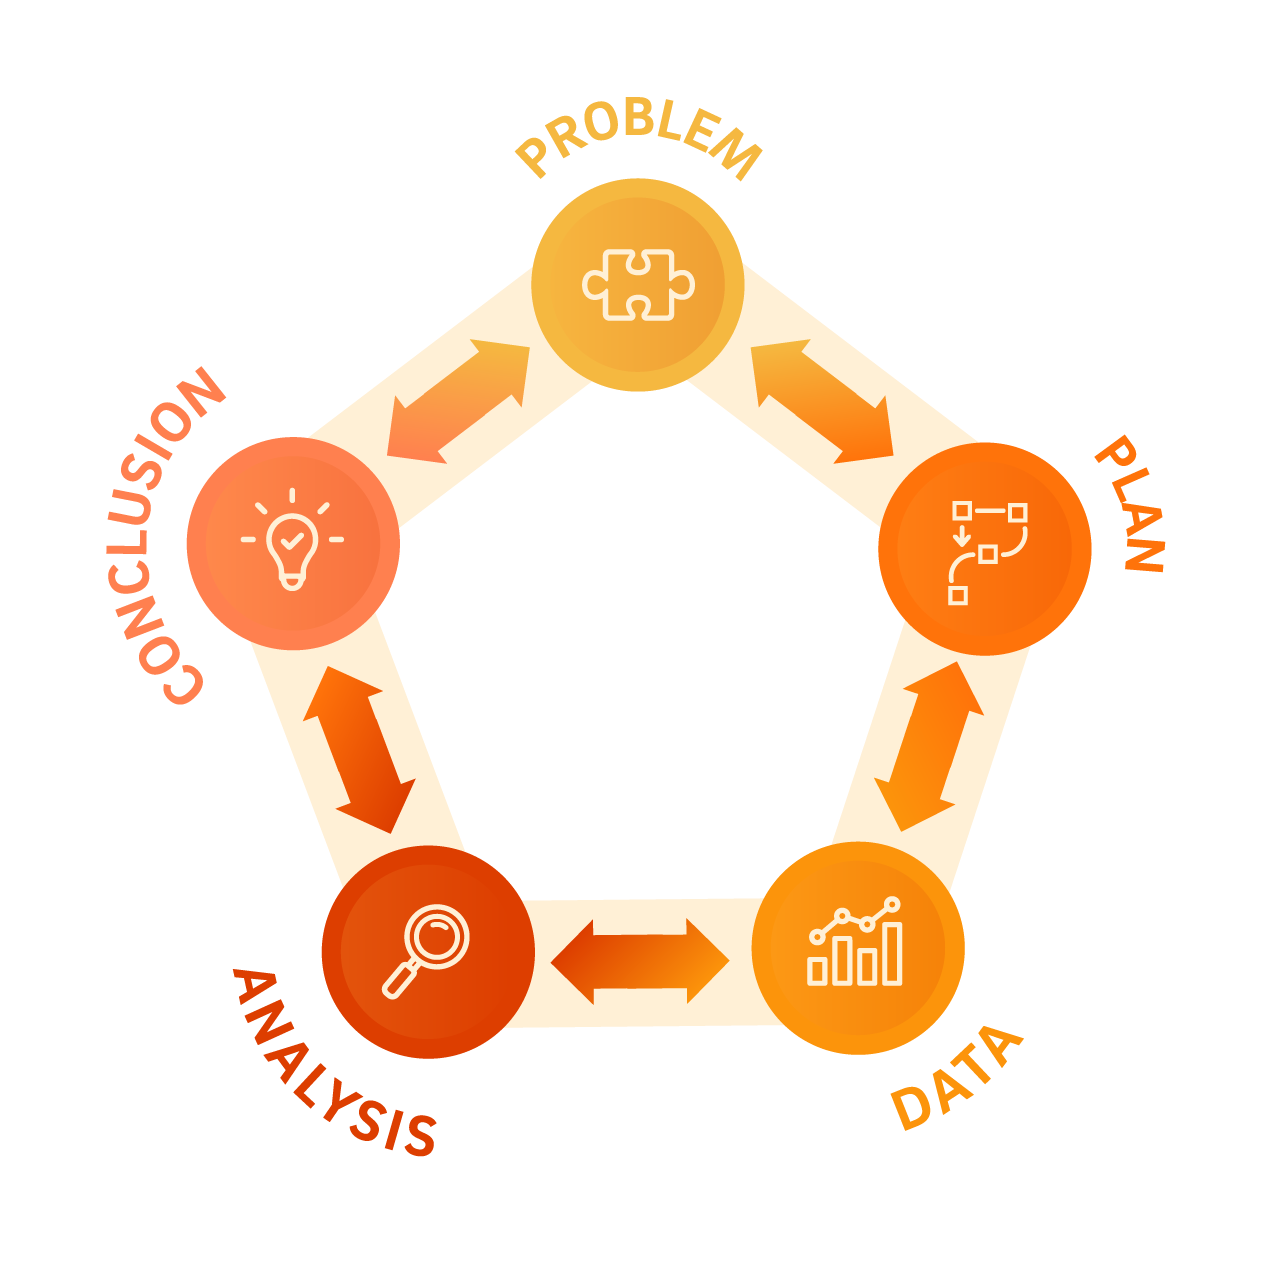 PROBLEM
PLAN
DATA
ANALYSIS
CONCLUSION